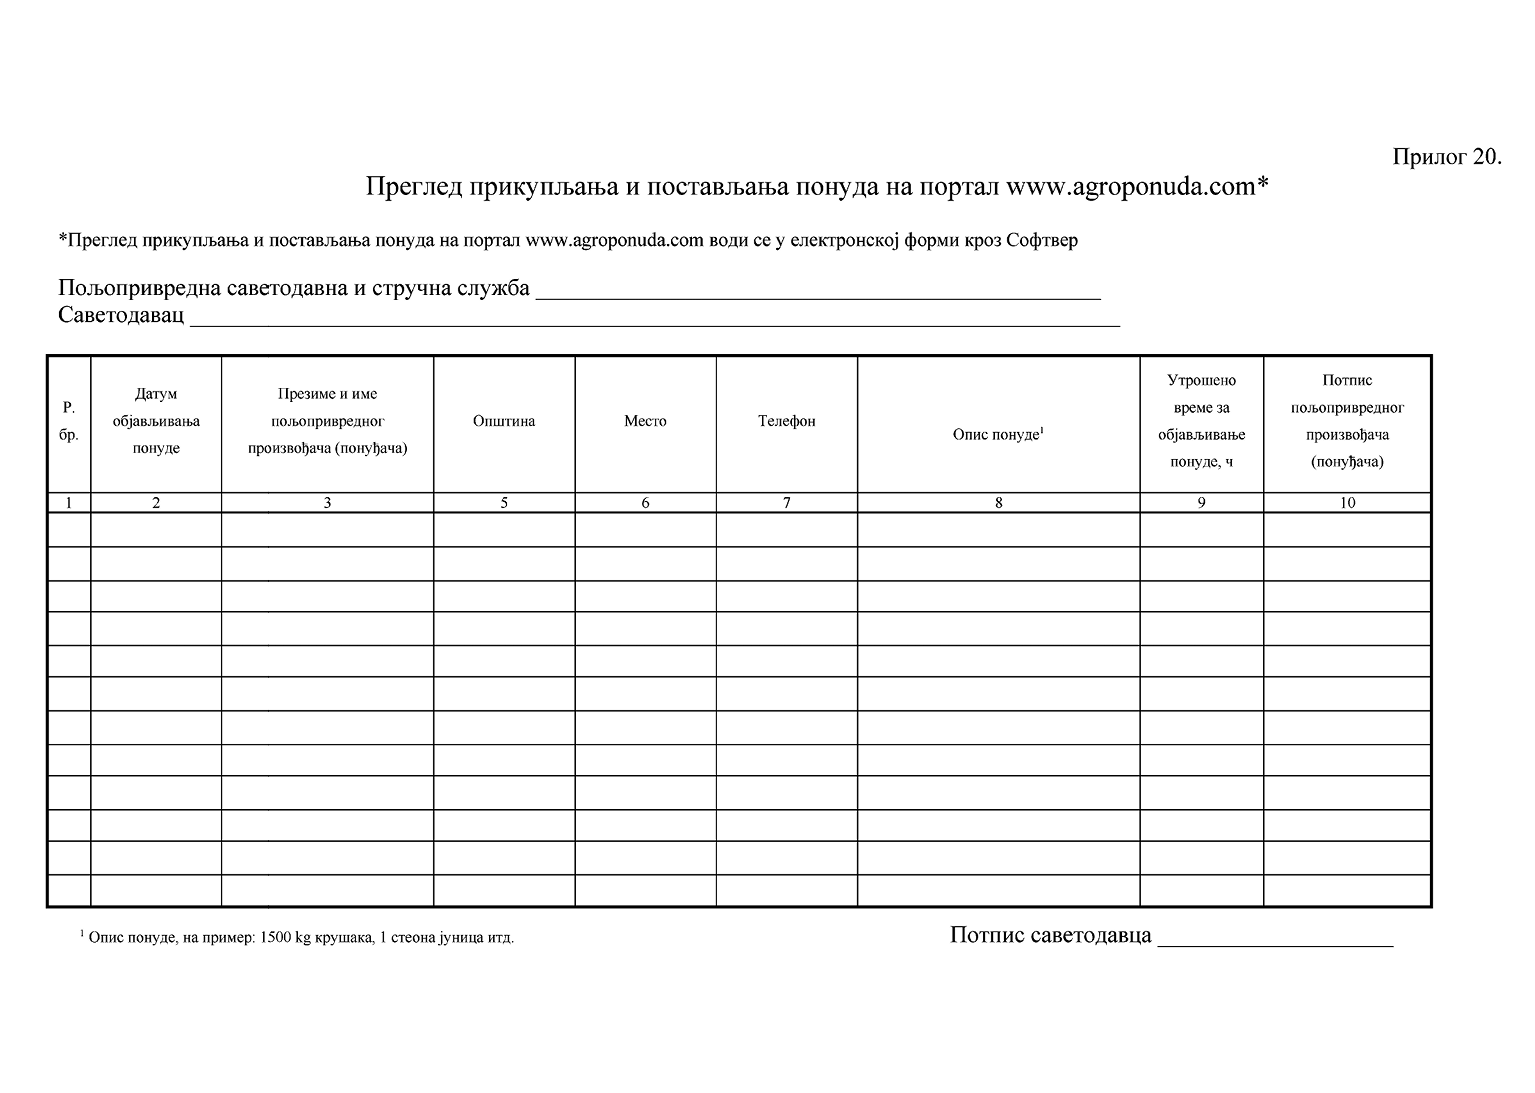 Прилог 20.
Преглед прикупљања и постављања понуда на портал www.agroponuda.com*
*Преглед прикупљања и постављања понуда на портал www.agroponuda.com води се у електронској форми кроз Софтвер
Пољопривредна саветодавна и стручна служба _______________________________________________
Саветодавац _____________________________________________________________________________
Р.
бр.
Датум
објављивања
понуде
Презиме и име
пољопривредног
произвођача (понуђача)
Општина
Место
Телефон
Опис понуде¹
Утрошено
време за
објављивање
понуде, ч
Потпис
пољопривредног
произвођача
(понуђача)
1 2 3 5 6 7 8 9 10
¹ Опис понуде, на пример: 1500 kg крушака, 1 стеона јуница итд.
Потпис саветодавца ____________________